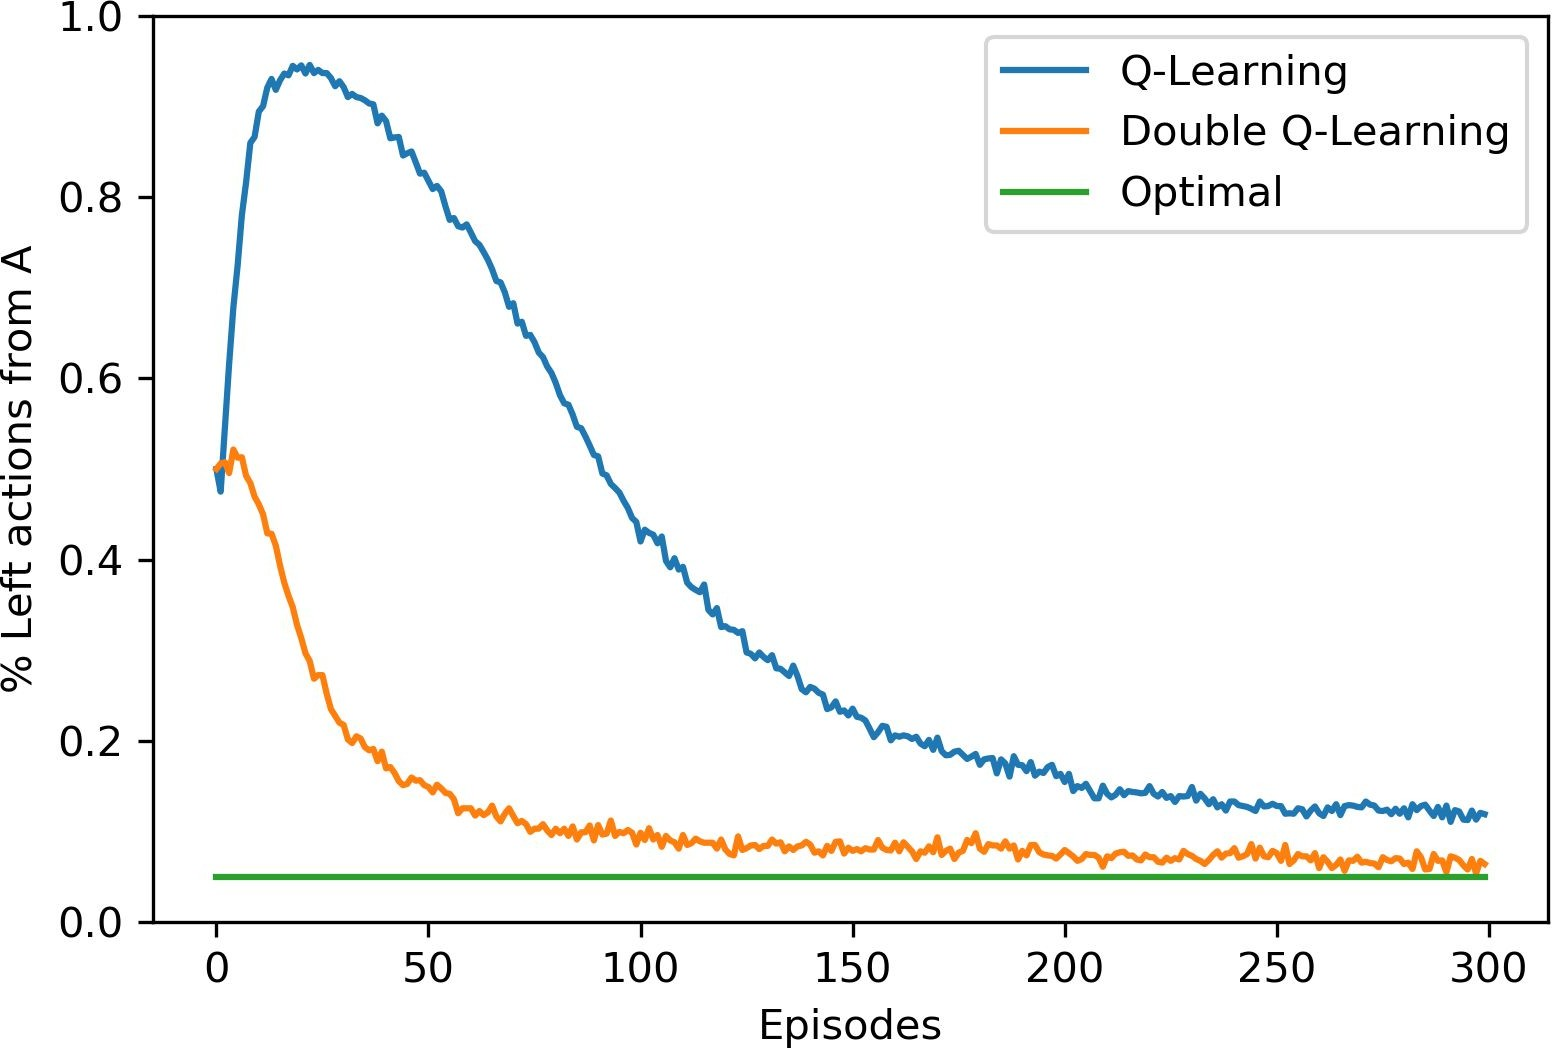 1.0
0.8
0.6
0.4
0.2
0.0
% Left actions from A
Q-Learning
Double Q-Learning
Optimal
0 50 100 150 200 250 300
Episodes